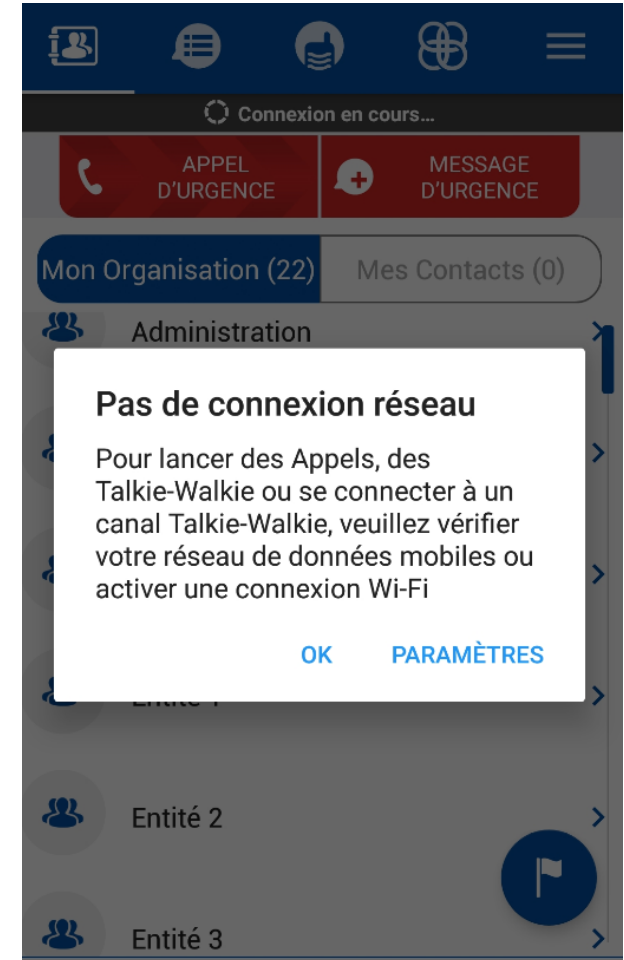 Connexion en cours...
APPEL
D'URGENCE
MESSAGE
D'URGENCE
Mon Organisation (22)
Mes Contacts (0)
Administration
Pas de connexion réseau
Pour lancer des Appels, des
Talkie-Walkie ou se connecter à un
canal Talkie-Walkie, veuillez vérifier
votre réseau de données mobiles ou
activer une connexion Wi-Fi
OK
PARAMÈTRES
Entité 2
Entité 3